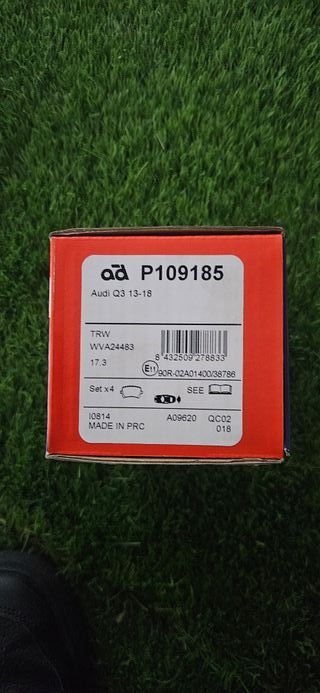 ad P109185
Audi Q3 13-18
TRW
WVA24483
17.3
8 432509 278833
E11 90R-02A01400/38786
Set x4 SEE
I0814 A09620 QC02
MADE IN PRC 018